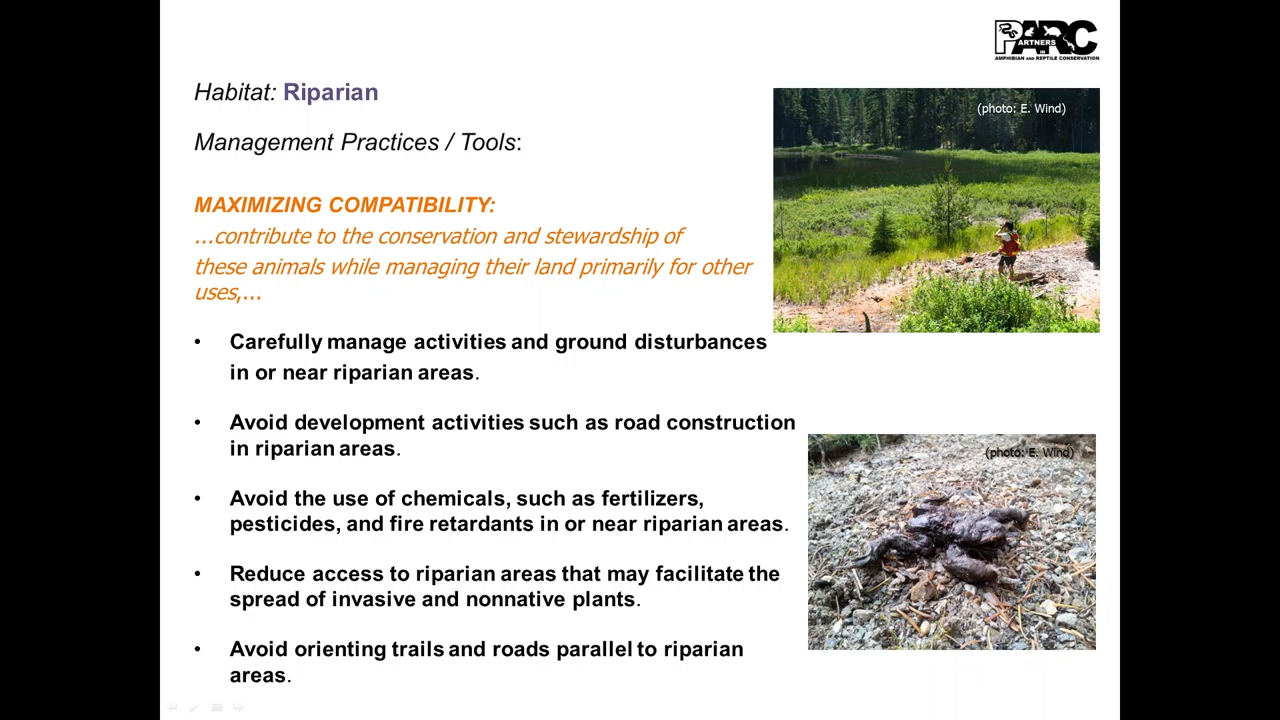 PARC
PARTNERS
IN
AMPHIBIAN AND REPTILE CONSERVATION
(photo: E. Wind)
Habitat: Riparian
Management Practices / Tools:
MAXIMIZING COMPATIBILITY:
...contribute to the conservation and stewardship of
these animals while managing their land primarily for other
uses,...
• Carefully manage activities and ground disturbances
in or near riparian areas.
• Avoid development activities such as road construction
in riparian areas.
(photo: E. Wind)
• Avoid the use of chemicals, such as fertilizers,
pesticides, and fire retardants in or near riparian areas.
• Reduce access to riparian areas that may facilitate the
spread of invasive and nonnative plants.
• Avoid orienting trails and roads parallel to riparian
areas.